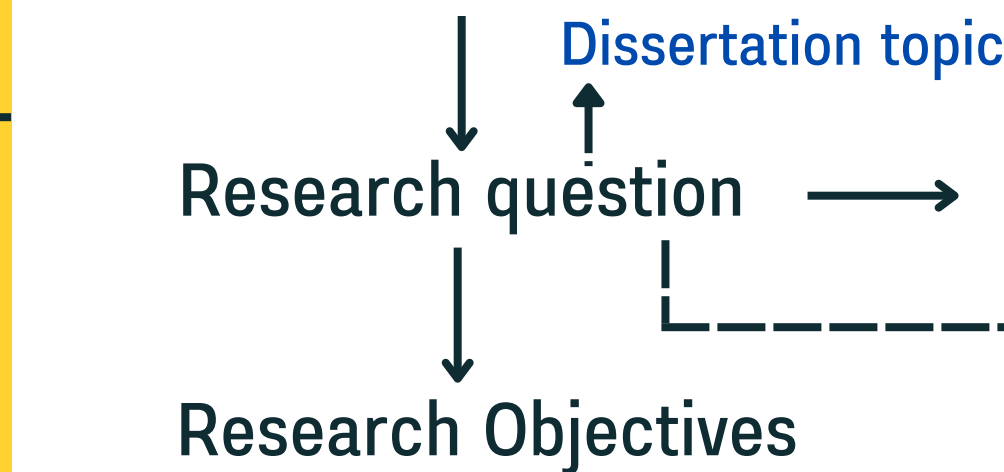 Dissertation topic
Research question
Research Objectives